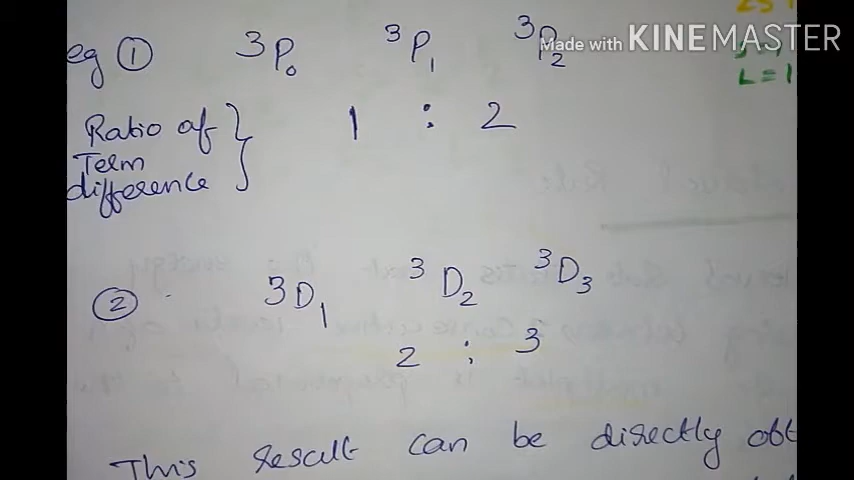 eg ① ³P₀ ³P₁ ³P₂
Made with KINEMASTER
L=1
Ratio of
Term
difference } 1 : 2
② ³D₁ ³D₂ ³D₃
2 : 3
This result can be directly obt